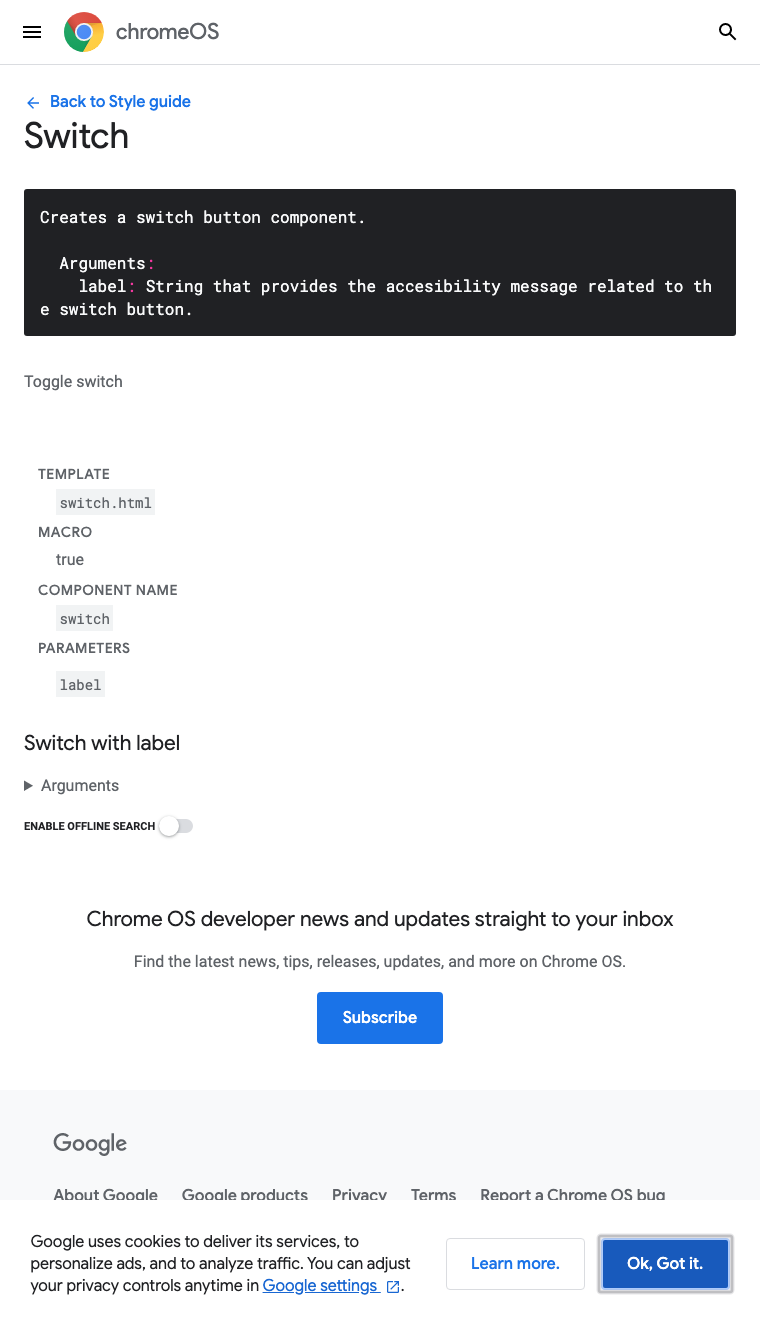 chromeOS
Back to Style guide
Switch
Creates a switch button component.
Arguments:
label: String that provides the accesibility message related to th
e switch button.
Toggle switch
TEMPLATE
switch.html
MACRO
true
COMPONENT NAME
switch
PARAMETERS
label
Switch with label
Arguments
ENABLE OFFLINE SEARCH
Chrome OS developer news and updates straight to your inbox
Find the latest news, tips, releases, updates, and more on Chrome OS.
Subscribe
Google
About Google Google products Privacy Terms Report a Chrome OS bug
Google uses cookies to deliver its services, to
personalize ads, and to analyze traffic. You can adjust
your privacy controls anytime in Google settings .
Learn more.
Ok, Got it.